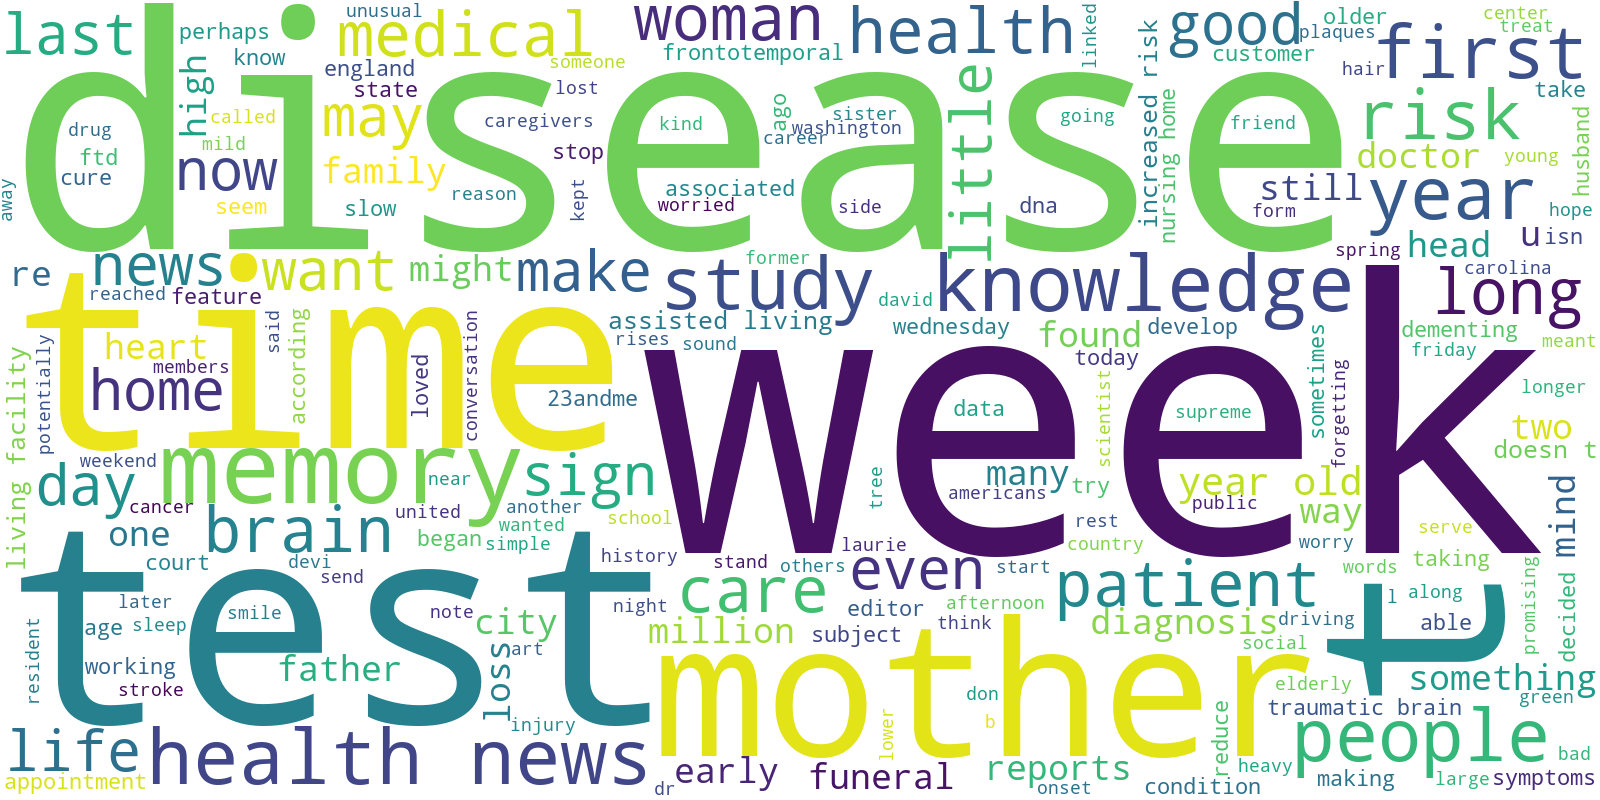 disease
week
time
test
mother
t
last
perhaps
know
unusual
medical
woman
someone
frontotemporal
health
linked
good
older
plaques
customer
center
treat
hair
first
take
high
england
state
lost
called
mild
drug
ftd
cure
now
may
family
seem
slow
reason
caregivers
stop
kept
kind
associated
worried
ago
sister
career
washington
side
dna
little
going
increased risk
nursing home
friend
form
risk
doctor
still
year
young
husband
hope
away
re
news
reached
feature
want
might
make
study
former
david
knowledge
u
isn
spring
head
carolina
long
heart
members
home
according
said
loved
conversation
potentially
living facility
assisted living
rises
sound
wednesday
found
develop
today
dementing
friday
meant
sometimes
forgetting
longer
23andme
data
supreme
scientist
two
doesn t
day
weekend
memory
near
sign
cancer
united
another
wanted
simple
school
tree
many
americans
try
year old
public
way
mind
serve
one
brain
began
history
court
devi
send
stand
laurie
others
even
start
rest
country
worry
words
taking
later
sleep
smile
note
night
care
editor
afternoon
think
patient
l
along
able
promising
decided
age
working
stroke
resident
father
city
loss
art
injury
million
subject
diagnosis
driving
social
elderly
something
green
traumatic brain
don
b
lower
life
appointment
health news
dr
early
funeral
reports
onset
condition
reduce
heavy
people
making
large
symptoms
bad